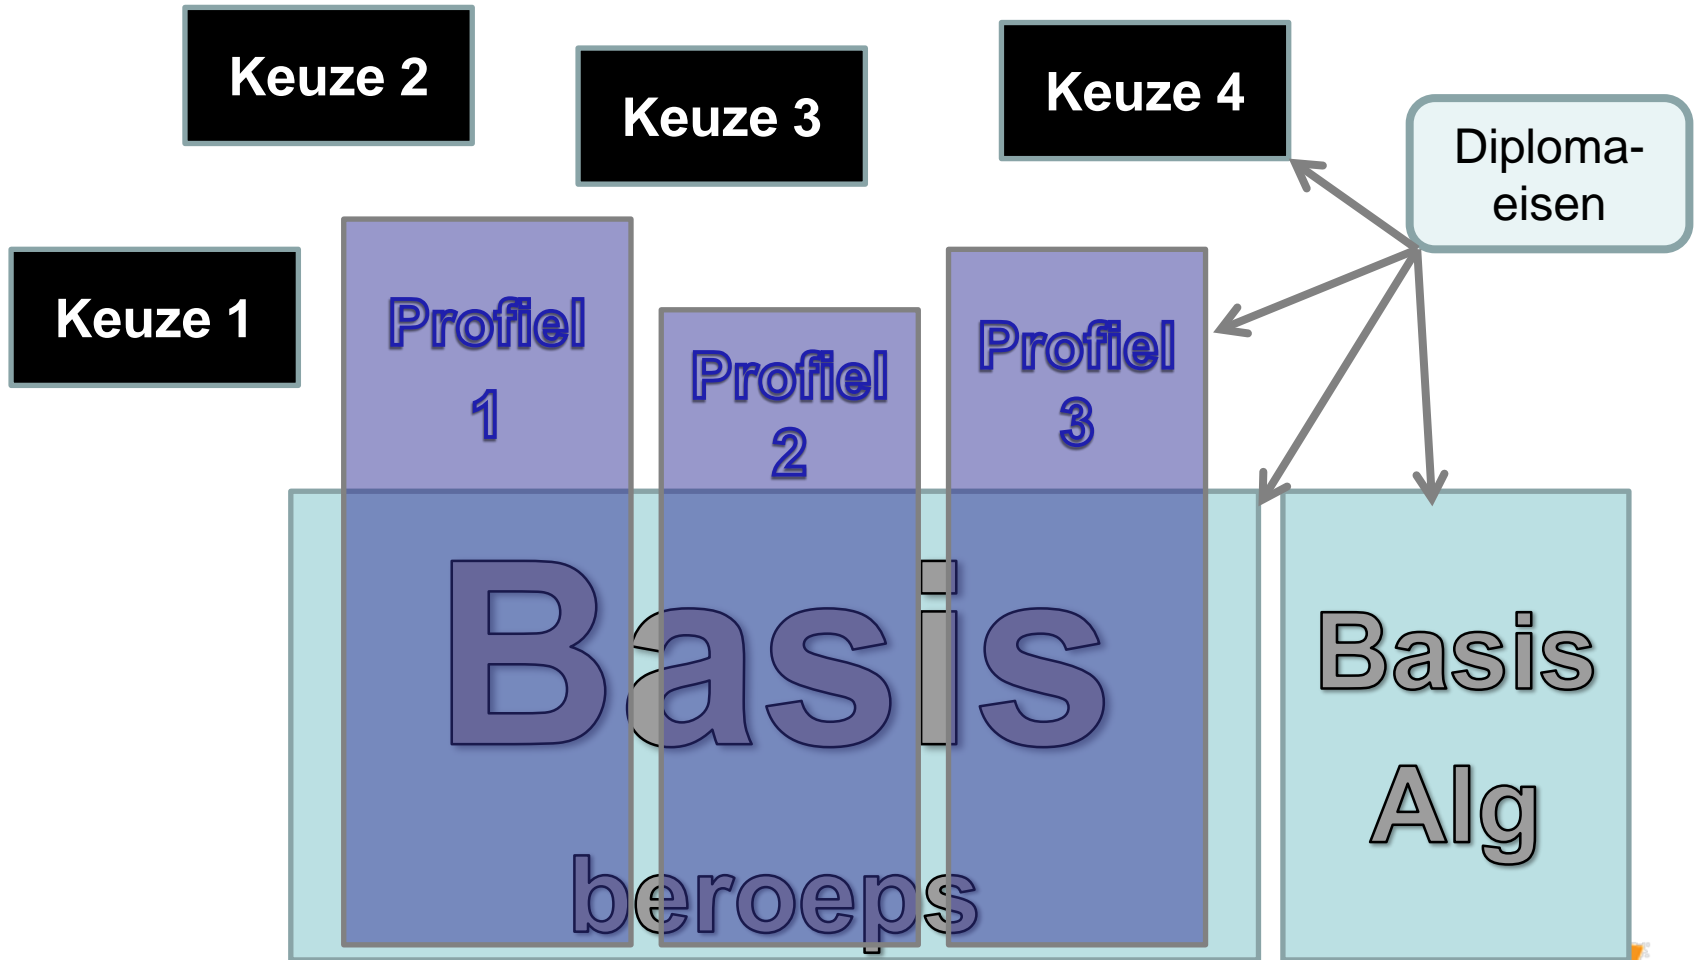 Keuze 2
Keuze 3
Keuze 4
Diploma-
eisen
Keuze 1
Profiel
1
Profiel
2
Profiel
3
Basis
beroeps
Basis
Alg